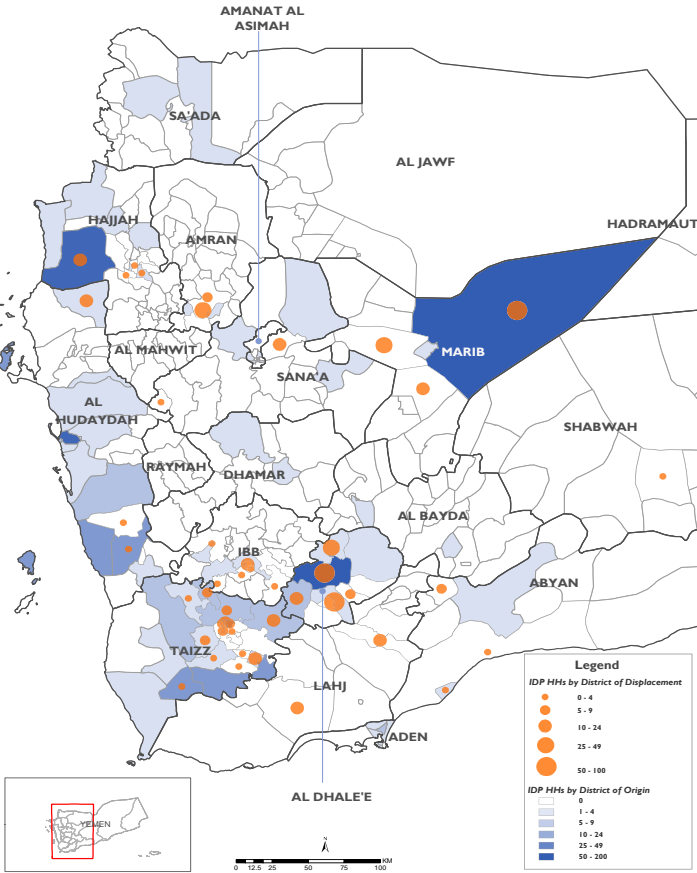 AMANAT AL
ASIMAH
SA'ADA
AL JAWF
HADRAMAUT
HAJJAH
AMRAN
AL MAHWIT
MARIB
SANA'A
AL
HUDAYDAH
SHABWAH
RAYMAH
DHAMAR
AL BAYDA
IBB
ABYAN
TAIZZ
LAHJ
ADEN
AL DHALE'E
Legend
IDP HHs by District of Displacement
0 - 4
5 - 9
10 - 24
25 - 49
50 - 100
IDP HHs by District of Origin
0
1 - 4
5 - 9
10 - 24
25 - 49
50 - 200
YEMEN
N
KM
0 12.5 25 50 75 100